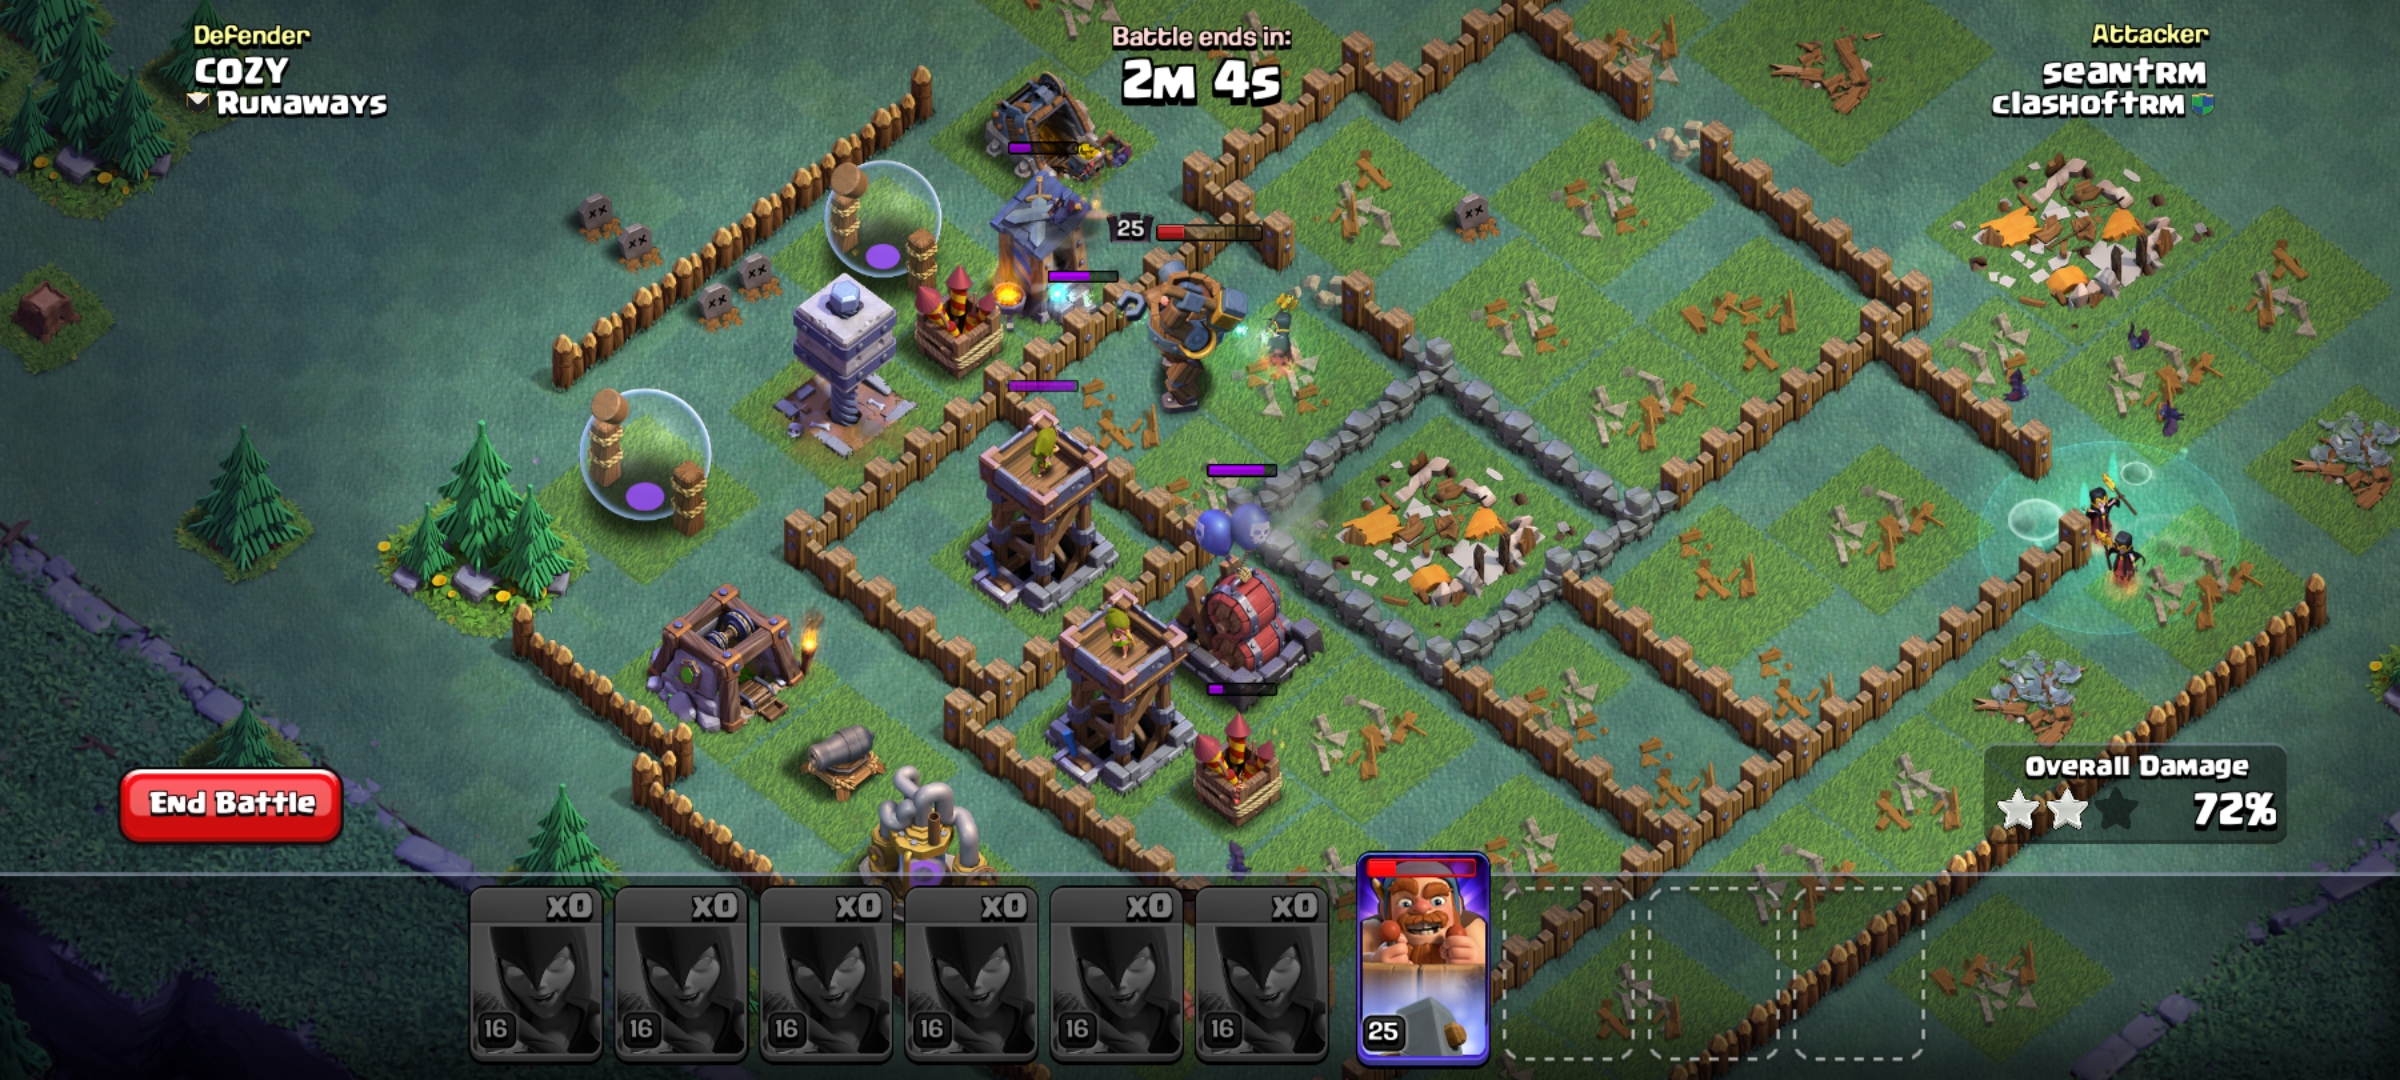 Defender
COZY
Runaways
Battle ends in:
2M 4s
Attacker
seantRM
clashoftRM
25
End Battle
Overall Damage
72%
x0
x0
x0
x0
x0
x0
16
16
16
16
16
16
25